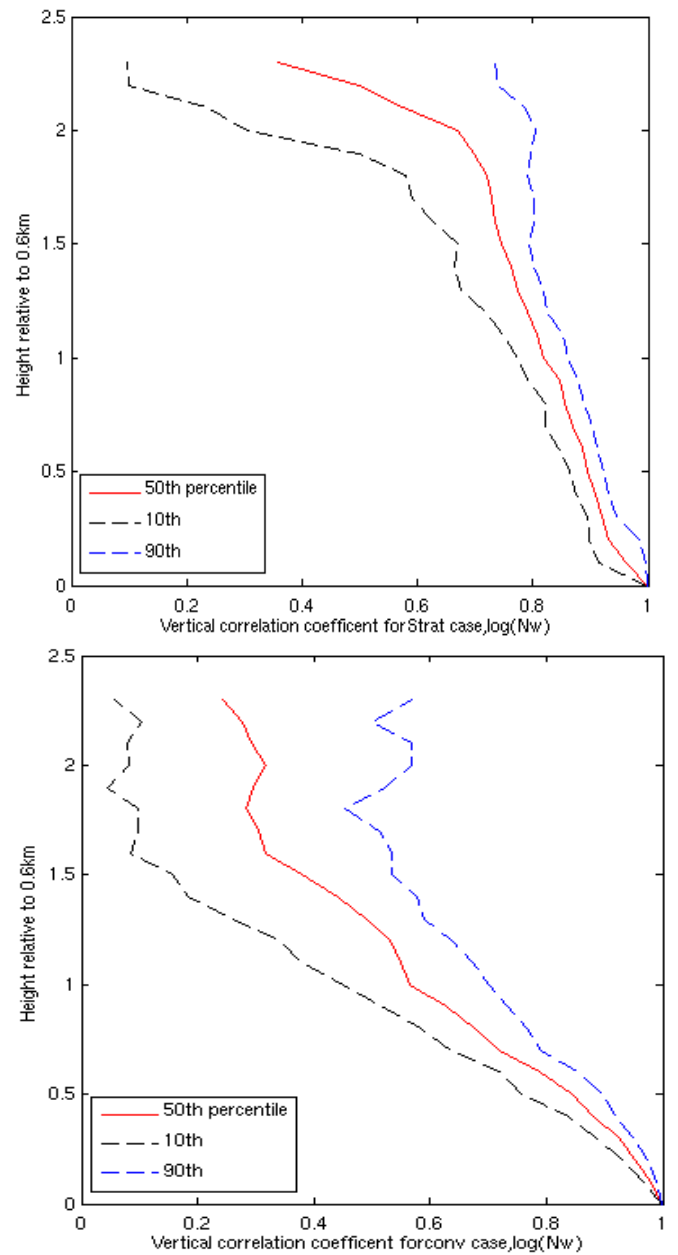 2.5
2
1.5
1
0.5
0
Height relative to 0.6km
50th percentile
10th
90th
0 0.2 0.4 0.6 0.8 1
Vertical correlation coefficent forStrat case,log(Nw)
2.5
2
1.5
1
0.5
0
Height relative to 0.6km
50th percentile
10th
90th
0 0.2 0.4 0.6 0.8 1
Vertical correlation coefficent forconv case,log(Nw)